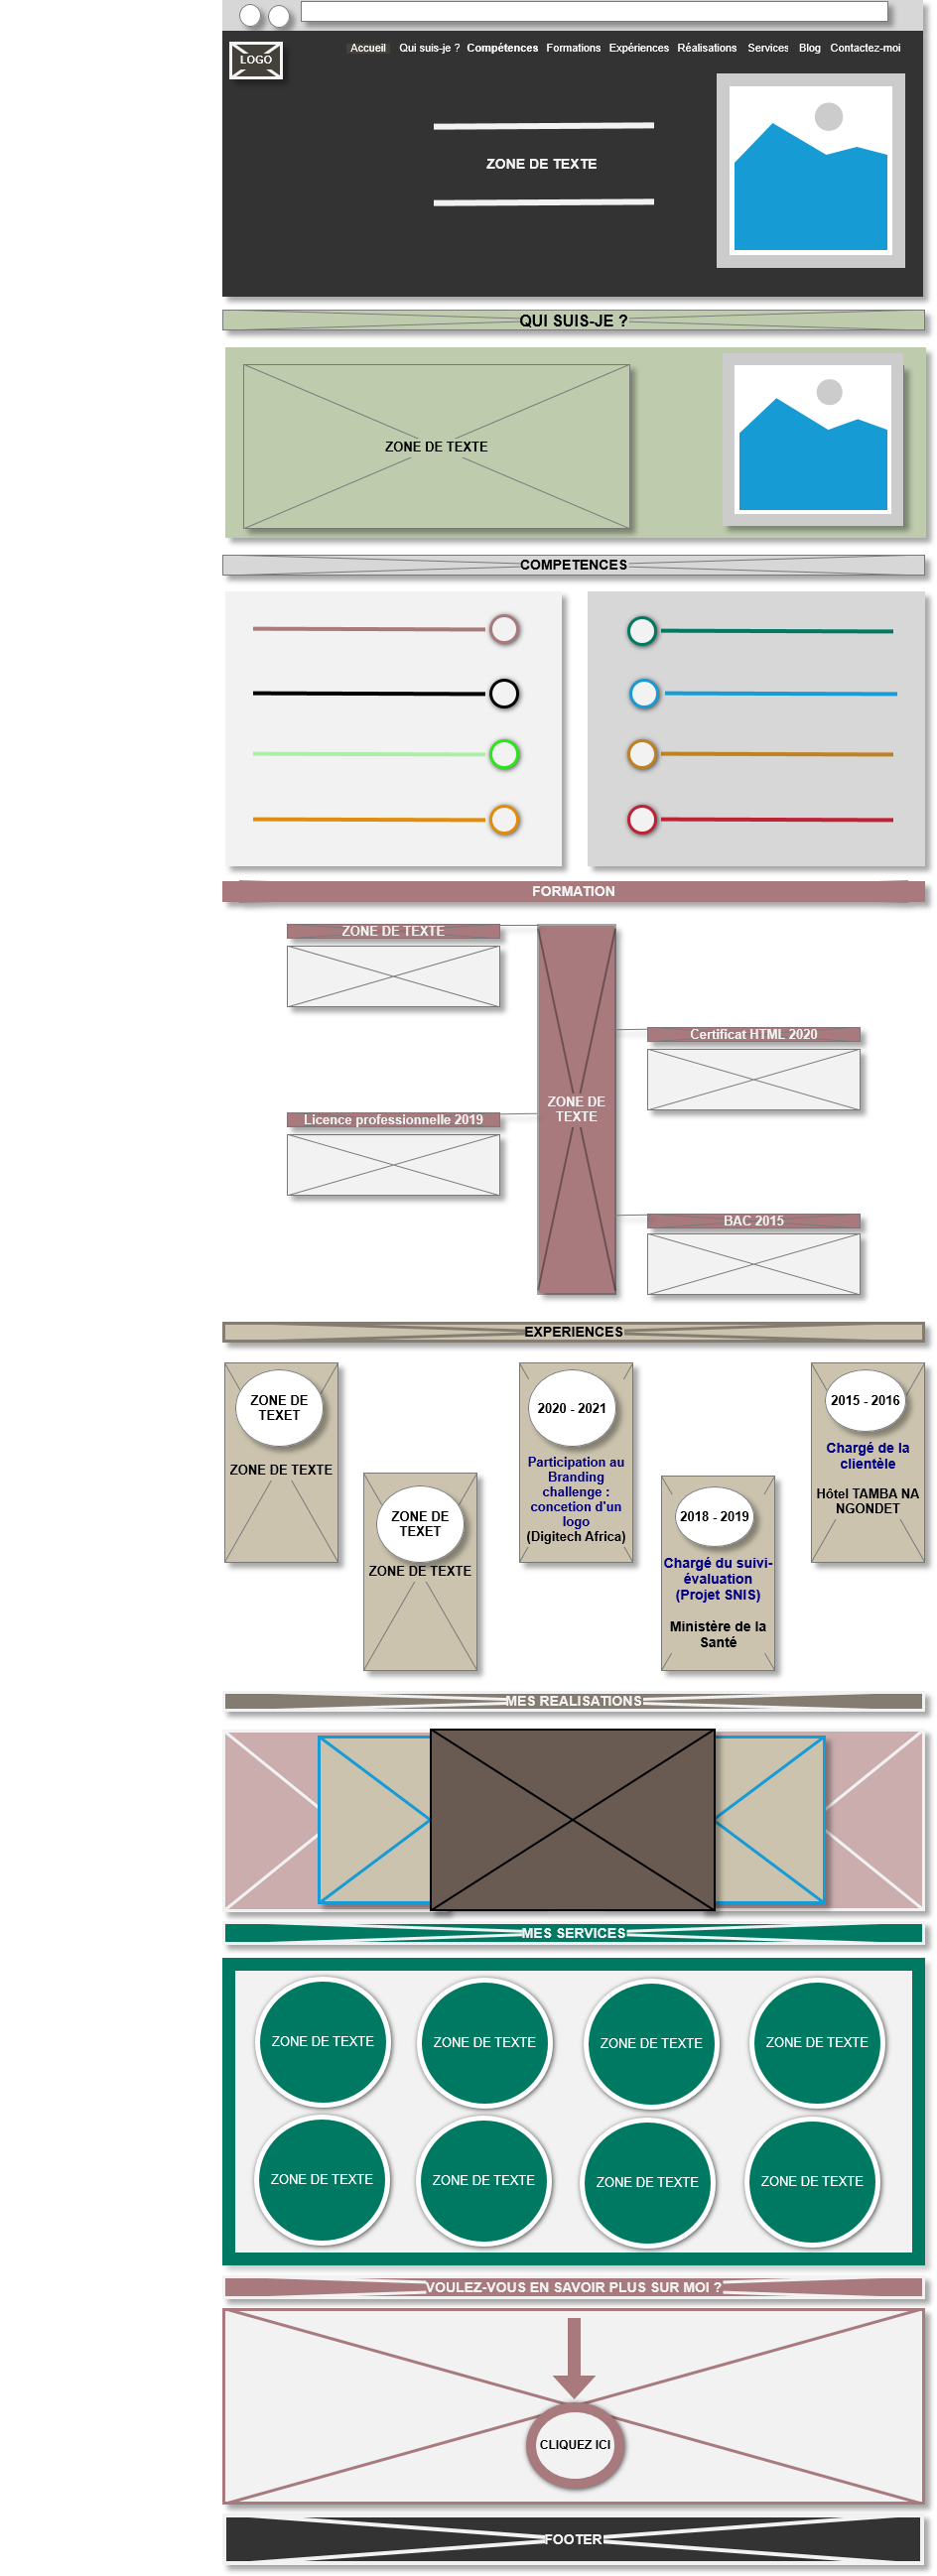 LOGO
Accueil Qui suis-je ? Compétences Formations Expériences Réalisations Services Blog Contactez-moi
ZONE DE TEXTE
QUI SUIS-JE ?
ZONE DE TEXTE
COMPETENCES
FORMATION
ZONE DE TEXTE
Certificat HTML 2020
ZONE DE
TEXTE
Licence professionnelle 2019
BAC 2015
EXPERIENCES
ZONE DE
TEXET
ZONE DE TEXTE
ZONE DE
TEXET
ZONE DE TEXTE
2020 - 2021
Participation au
Branding
challenge :
concetion d'un
logo
(Digitech Africa)
2018 - 2019
Chargé du suivi-
évaluation
(Projet SNIS)
Ministère de la
Santé
2015 - 2016
Chargé de la
clientèle
Hôtel TAMBA NA
NGONDET
MES REALISATIONS
MES SERVICES
ZONE DE TEXTE ZONE DE TEXTE ZONE DE TEXTE ZONE DE TEXTE
ZONE DE TEXTE ZONE DE TEXTE ZONE DE TEXTE ZONE DE TEXTE
VOULEZ-VOUS EN SAVOIR PLUS SUR MOI ?
CLIQUEZ ICI
FOOTER